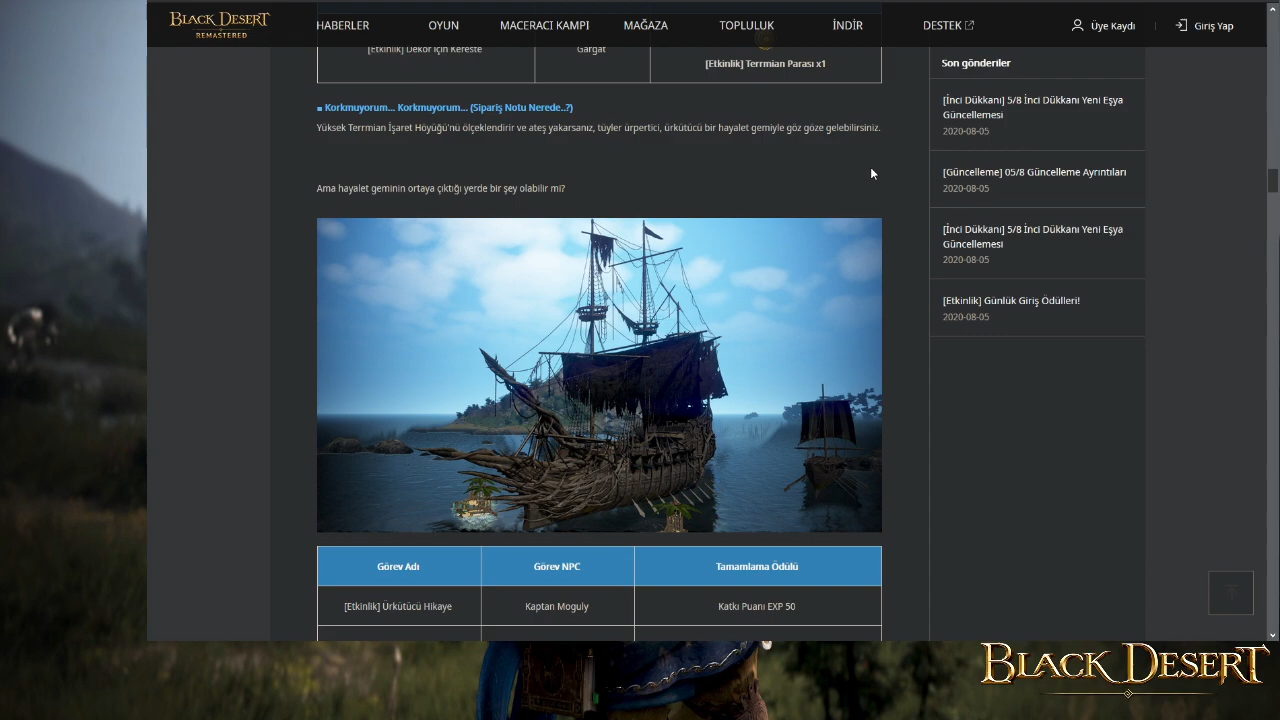 BLACK DESERT
REMASTERED
HABERLER
OYUN
MACERACI KAMPI
MAĞAZA
TOPLULUK
İNDİR
DESTEK
Üye Kaydı
Giriş Yap
[Etkinlik] Dekor İçin Kereste
Gargat
[Etkinlik] Terrmian Parası x1
Korkmuyorum... Korkmuyorum... (Sipariş Notu Nerede..?)
Yüksek Terrmian İşaret Höyüğü'nü ölçeklendirir ve ateş yakarsanız, tüyler ürpertici, ürkütücü bir hayalet gemiyle göz göze gelebilirsiniz.
Ama hayalet geminin ortaya çıktığı yerde bir şey olabilir mi?
Görev Adı
Görev NPC
Tamamlama Ödülü
[Etkinlik] Ürkütücü Hikaye
Kaptan Moguly
Katkı Puanı EXP 50
Son gönderiler
[İnci Dükkanı] 5/8 İnci Dükkanı Yeni Eşya
Güncellemesi
2020-08-05
[Güncelleme] 05/8 Güncelleme Ayrıntıları
2020-08-05
[İnci Dükkanı] 5/8 İnci Dükkanı Yeni Eşya
Güncellemesi
2020-08-05
[Etkinlik] Günlük Giriş Ödülleri!
2020-08-05
BLACK DESERT